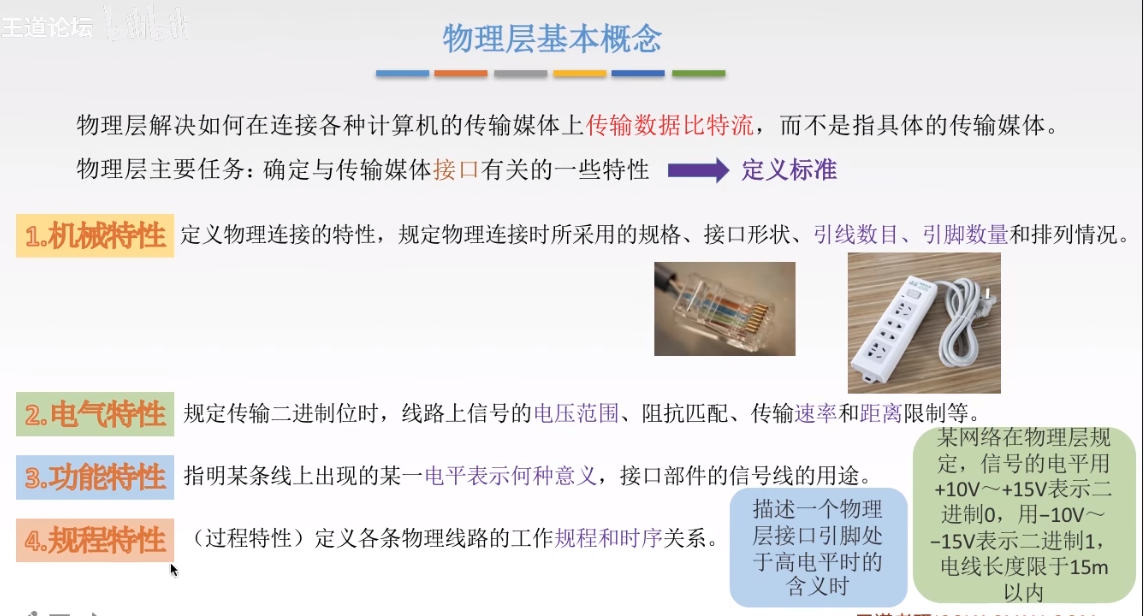 王道论坛
物理层基本概念
物理层解决如何在连接各种计算机的传输媒体上传输数据比特流，而不是指具体的传输媒体。
物理层主要任务：确定与传输媒体接口有关的一些特性
定义标准
1.机械特性
定义物理连接的特性，规定物理连接时所采用的规格、接口形状、引线数目、引脚数量和排列情况。
2.电气特性
规定传输二进制位时，线路上信号的电压范围、阻抗匹配、传输速率和距离限制等。
3.功能特性
指明某条线上出现的某一电平表示何种意义，接口部件的信号线的用途。
4.规程特性
（过程特性）定义各条物理线路的工作规程和时序关系。
描述一个物理
层接口引脚处
于高电平时的
含义时
某网络在物理层规
定，信号的电平用
+10V～+15V表示二
进制0，用−10V～
−15V表示二进制1，
电线长度限于15m
以内